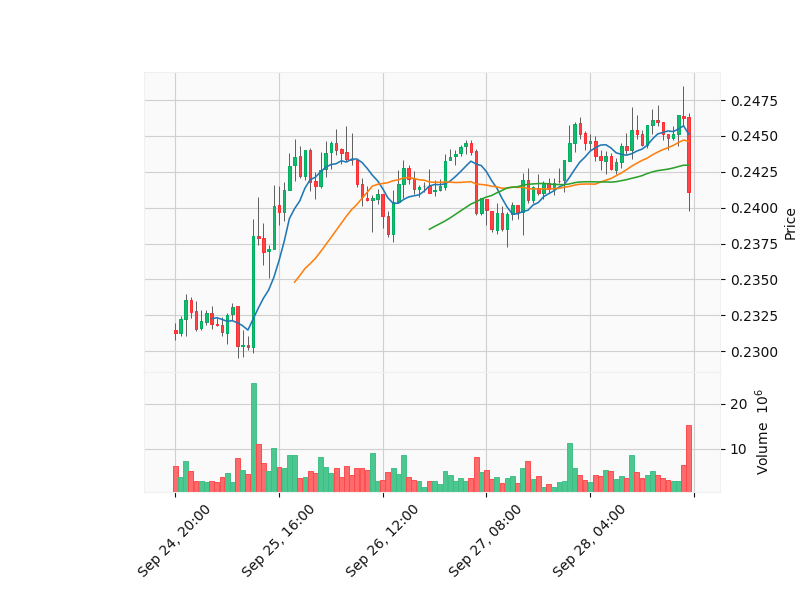 0.2475
0.2450
0.2425
0.2400
0.2375
0.2350
0.2325
0.2300
Price
20
10
Volume 10⁶
Sep 24, 20:00
Sep 25, 16:00
Sep 26, 12:00
Sep 27, 08:00
Sep 28, 04:00